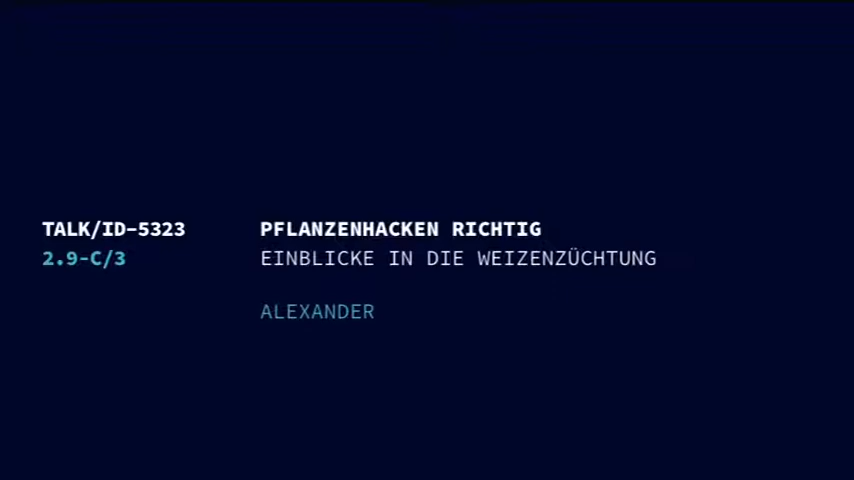 TALK/ID-5323
2.9-C/3
PFLANZENHACKEN RICHTIG
EINBLICKE IN DIE WEIZENZÜCHTUNG
ALEXANDER